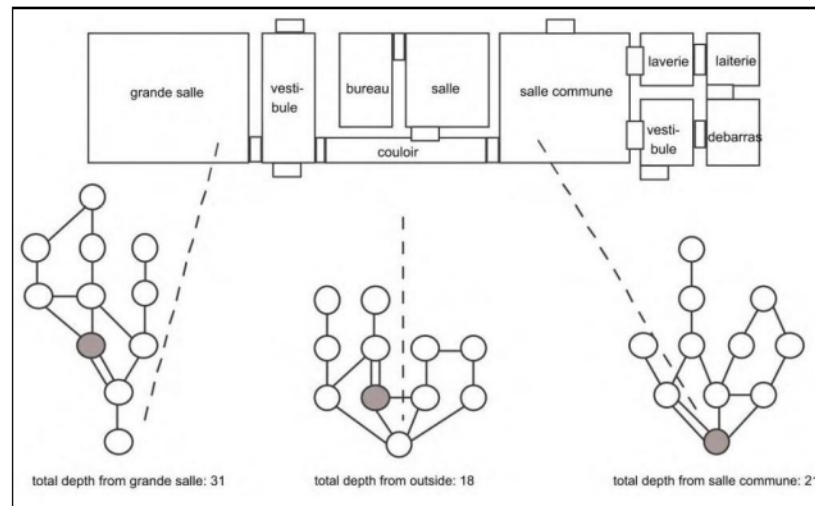 grande salle
vesti-
bule
bureau
salle
salle commune
laverie
laiterie
couloir
vesti-
bule
debarras
total depth from grande salle: 31
total depth from outside: 18
total depth from salle commune: 21